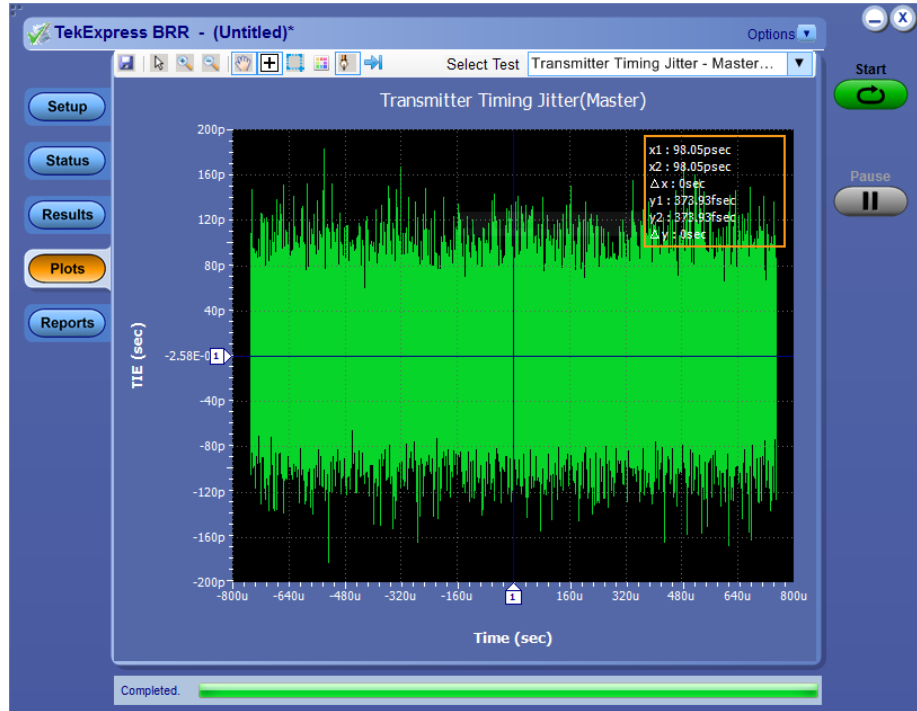 TekExpress BRR - (Untitled)*
Options
Select Test Transmitter Timing Jitter - Master...
Start
Pause
Setup
Status
Results
Plots
Reports
Transmitter Timing Jitter(Master)
x1 : 98.05psec
x2 : 98.05psec
Δx : 0sec
y1 : 373.93fsec
y2 : 373.93fsec
Δy : 0sec
TIE (sec)
200p
160p
120p
80p
40p
-2.58E-0
1
-40p
-80p
-120p
-160p
-200p
-800u -640u -480u -320u -160u 1 160u 320u 480u 640u 800u
Time (sec)
Completed.